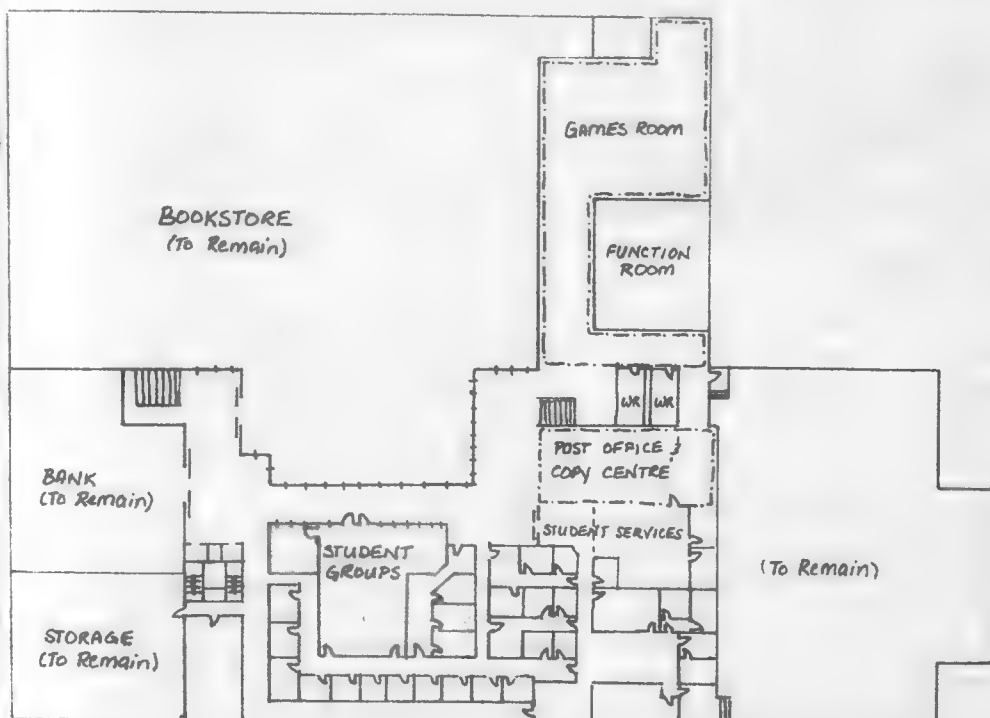 GAMES ROOM
BOOKSTORE
(To Remain)
FUNCTION
ROOM
WR WR
POST OFFICE &
COPY CENTRE
BANK
(To Remain)
STUDENT SERVICES
STUDENT
GROUPS
(To Remain)
STORAGE
(To Remain)